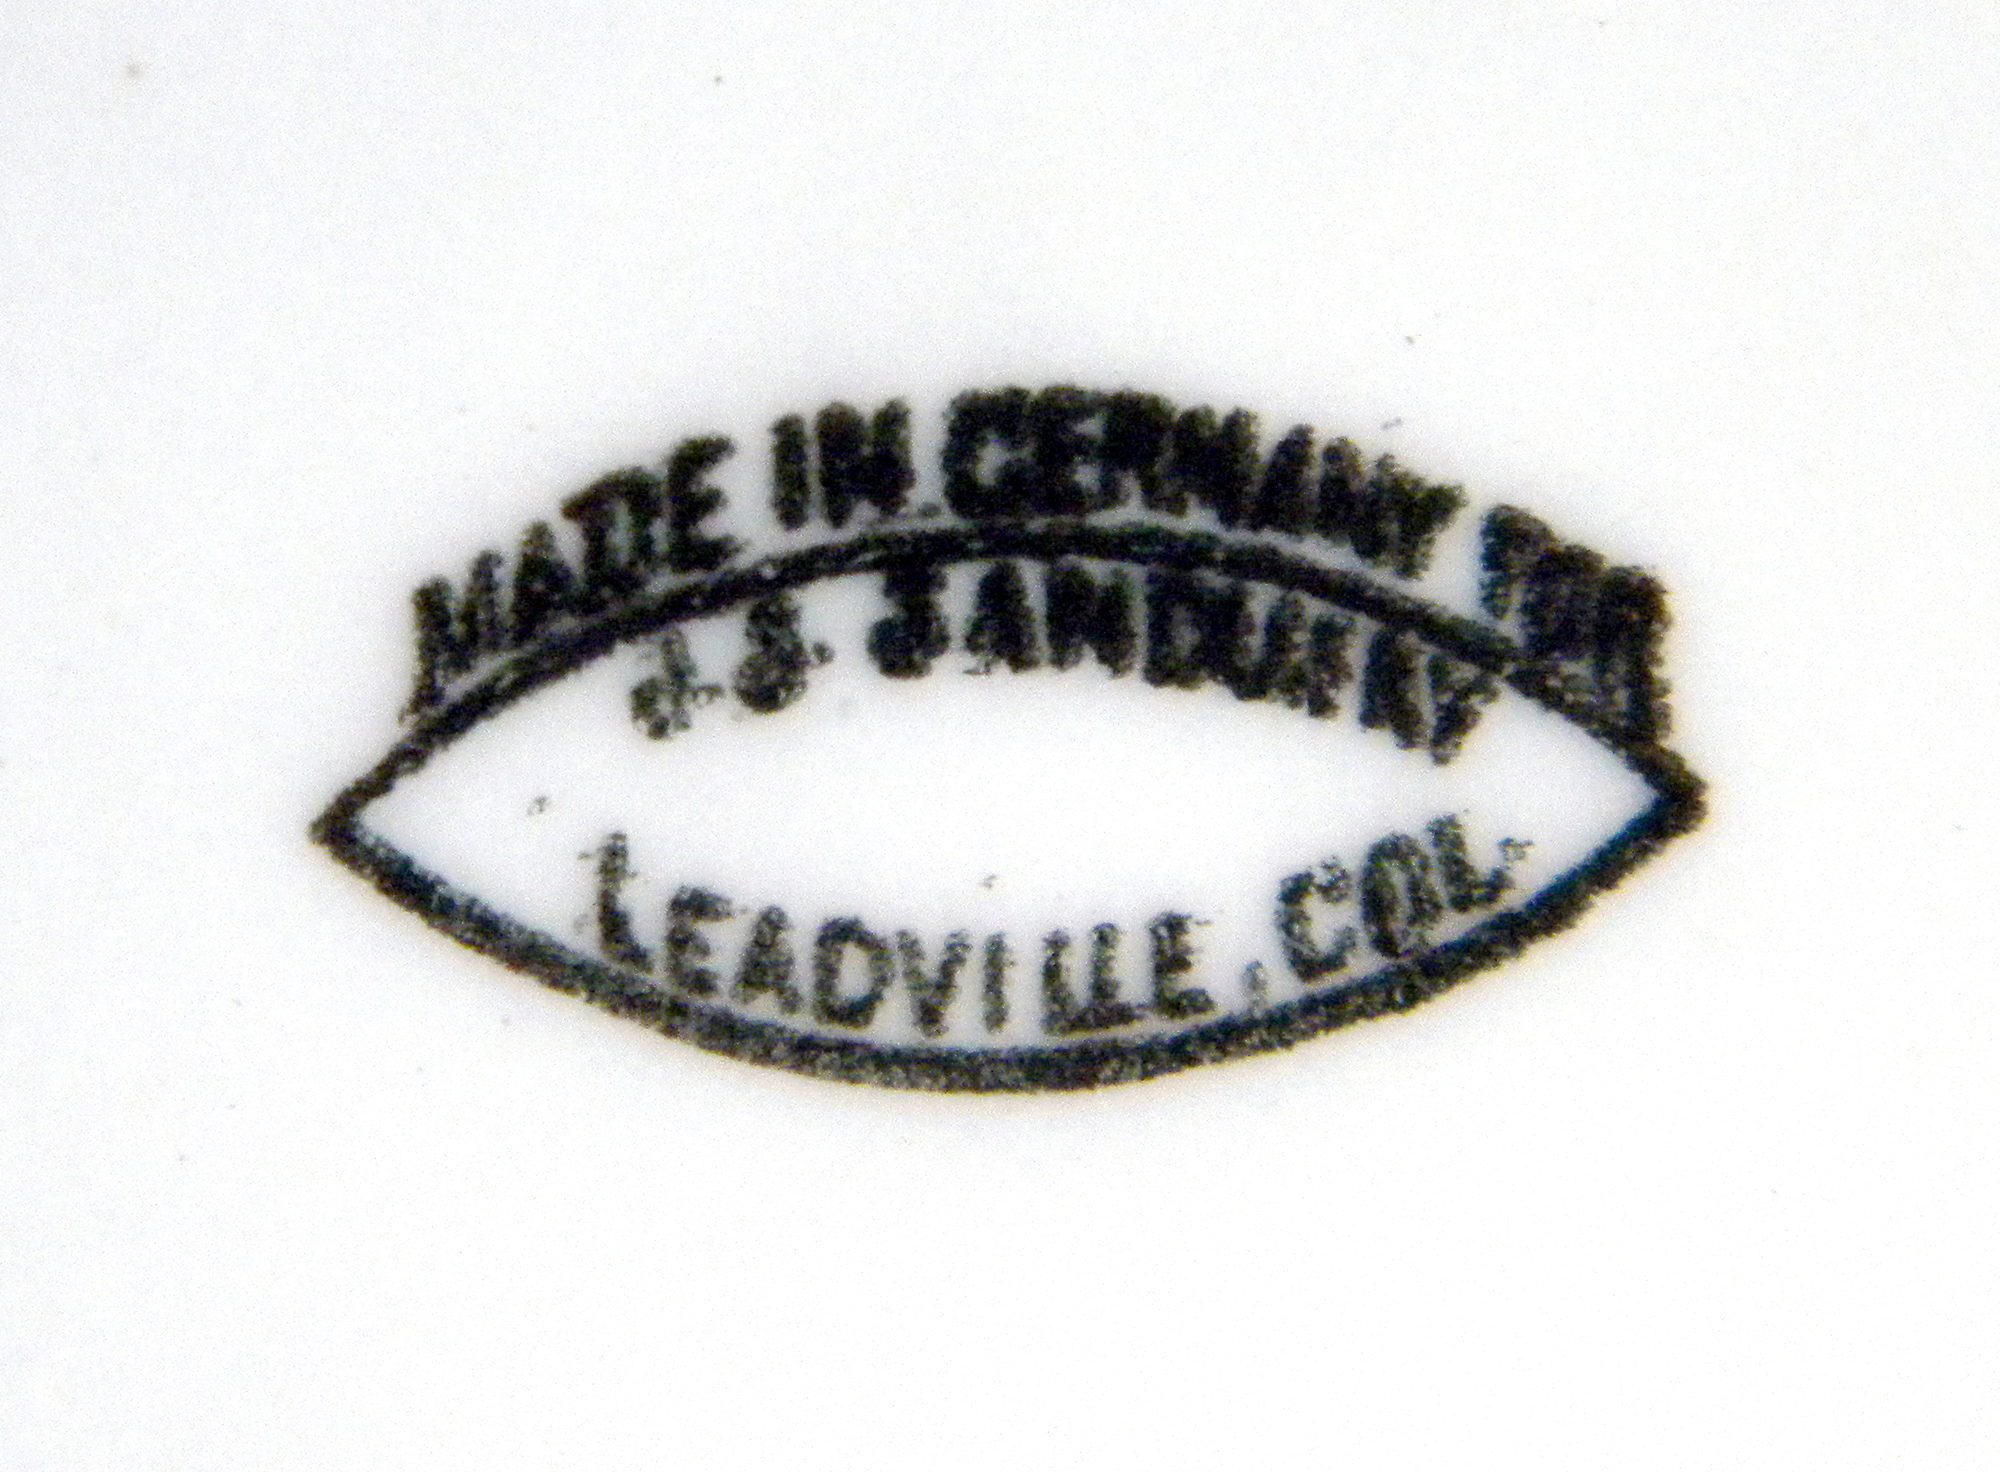 MADE IN GERMANY FOR
J. S. SANDUSKY
LEADVILLE, COL.